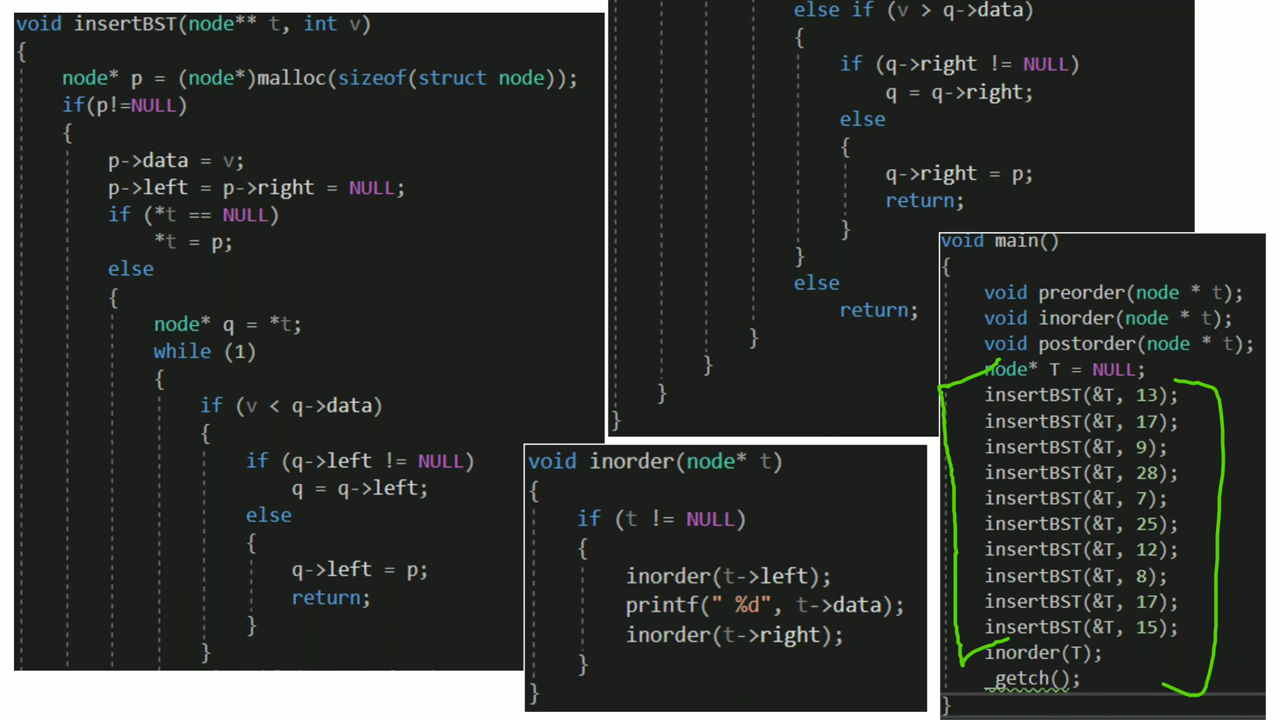 void insertBST(node** t, int v)
{
node* p = (node*)malloc(sizeof(struct node));
if(p!=NULL)
{
p->data = v;
p->left = p->right = NULL;
if (*t == NULL)
*t = p;
else
{
node* q = *t;
while (1)
{
if (v < q->data)
{
if (q->left != NULL)
q = q->left;
else
{
q->left = p;
return;
}
}
else if (v > q->data)
{
if (q->right != NULL)
q = q->right;
else
{
q->right = p;
return;
}
}
else
return;
}
}
}
}
void inorder(node* t)
{
if (t != NULL)
{
inorder(t->left);
printf(" %d", t->data);
inorder(t->right);
}
}
void main()
{
void preorder(node * t);
void inorder(node * t);
void postorder(node * t);
node* T = NULL;
insertBST(&T, 13);
insertBST(&T, 17);
insertBST(&T, 9);
insertBST(&T, 28);
insertBST(&T, 7);
insertBST(&T, 25);
insertBST(&T, 12);
insertBST(&T, 8);
insertBST(&T, 17);
insertBST(&T, 15);
inorder(T);
_getch();
}